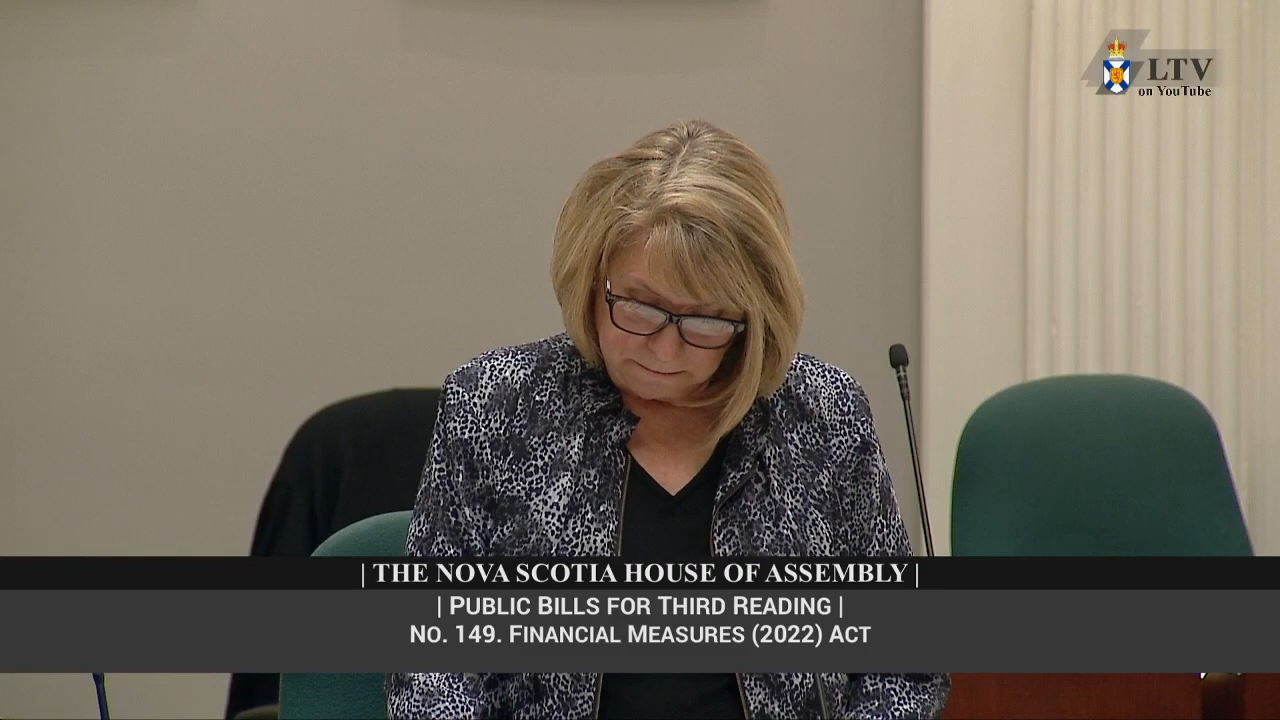 LTV
on YouTube
| THE NOVA SCOTIA HOUSE OF ASSEMBLY |
| PUBLIC BILLS FOR THIRD READING |
NO. 149. FINANCIAL MEASURES (2022) ACT